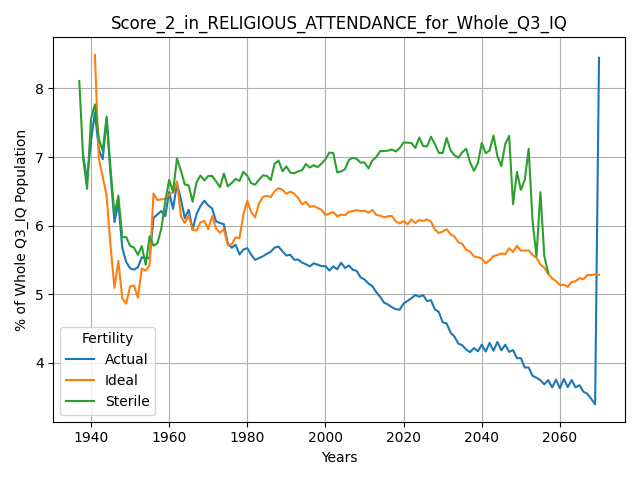 Score_2_in_RELIGIOUS_ATTENDANCE_for_Whole_Q3_IQ
% of Whole Q3_IQ Population
8
7
6
5
4
Fertility
Actual
Ideal
Sterile
1940 1960 1980 2000 2020 2040 2060
Years